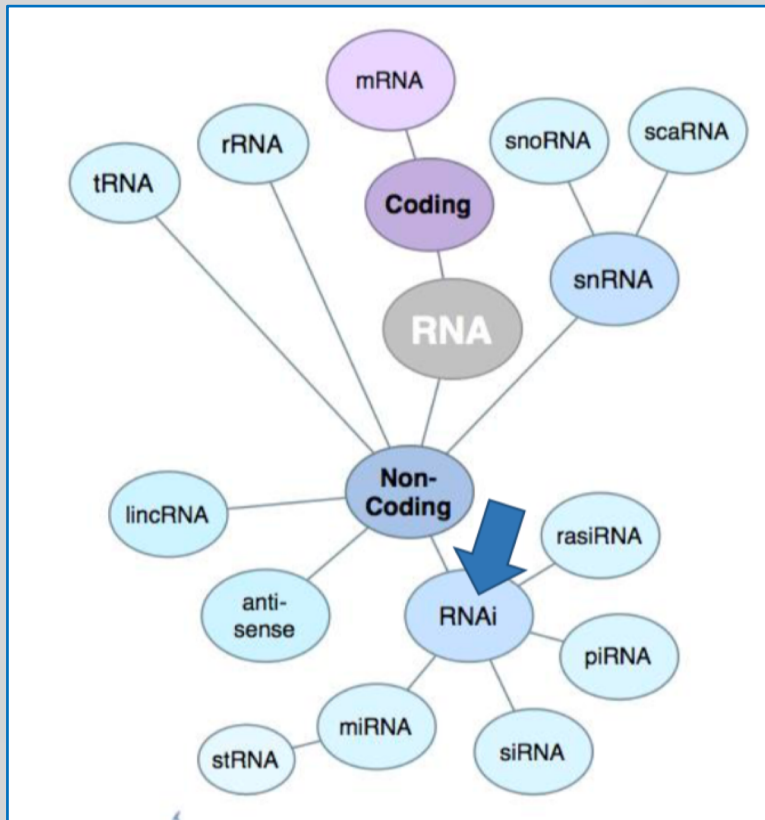 mRNA
rRNA
snoRNA
scaRNA
tRNA
Coding
snRNA
RNA
Non-
Coding
lincRNA
rasiRNA
anti-
sense
RNAi
piRNA
miRNA
siRNA
stRNA